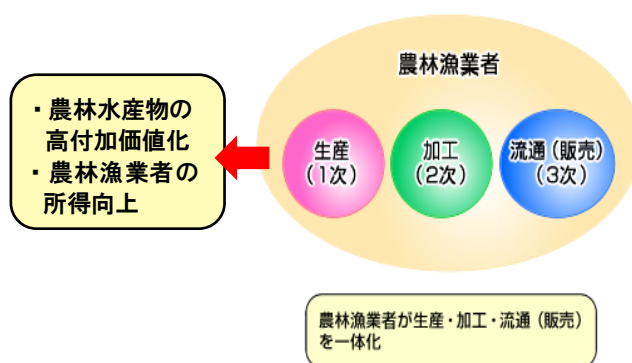 農林漁業者
・農林水産物の
高付加価値化
・農林漁業者の
所得向上
生産
（1次）
加工
（2次）
流通（販売）
（3次）
農林漁業者が生産・加工・流通（販売）
を一体化